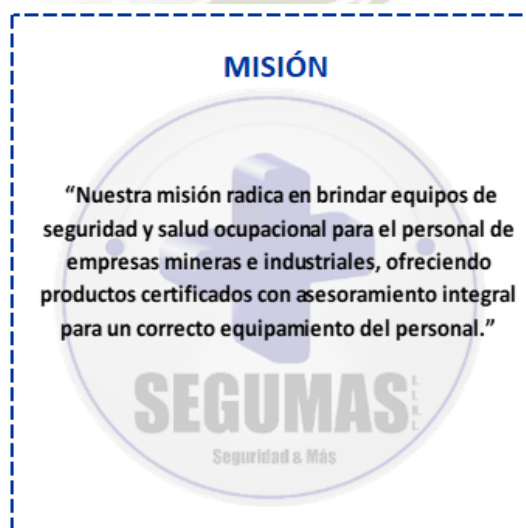 MISIÓN
“Nuestra misión radica en brindar equipos de
seguridad y salud ocupacional para el personal de
empresas mineras e industriales, ofreciendo
productos certificados con asesoramiento integral
para un correcto equipamiento del personal.”
SEGUMAS E.I.R.L.
Seguridad & Más